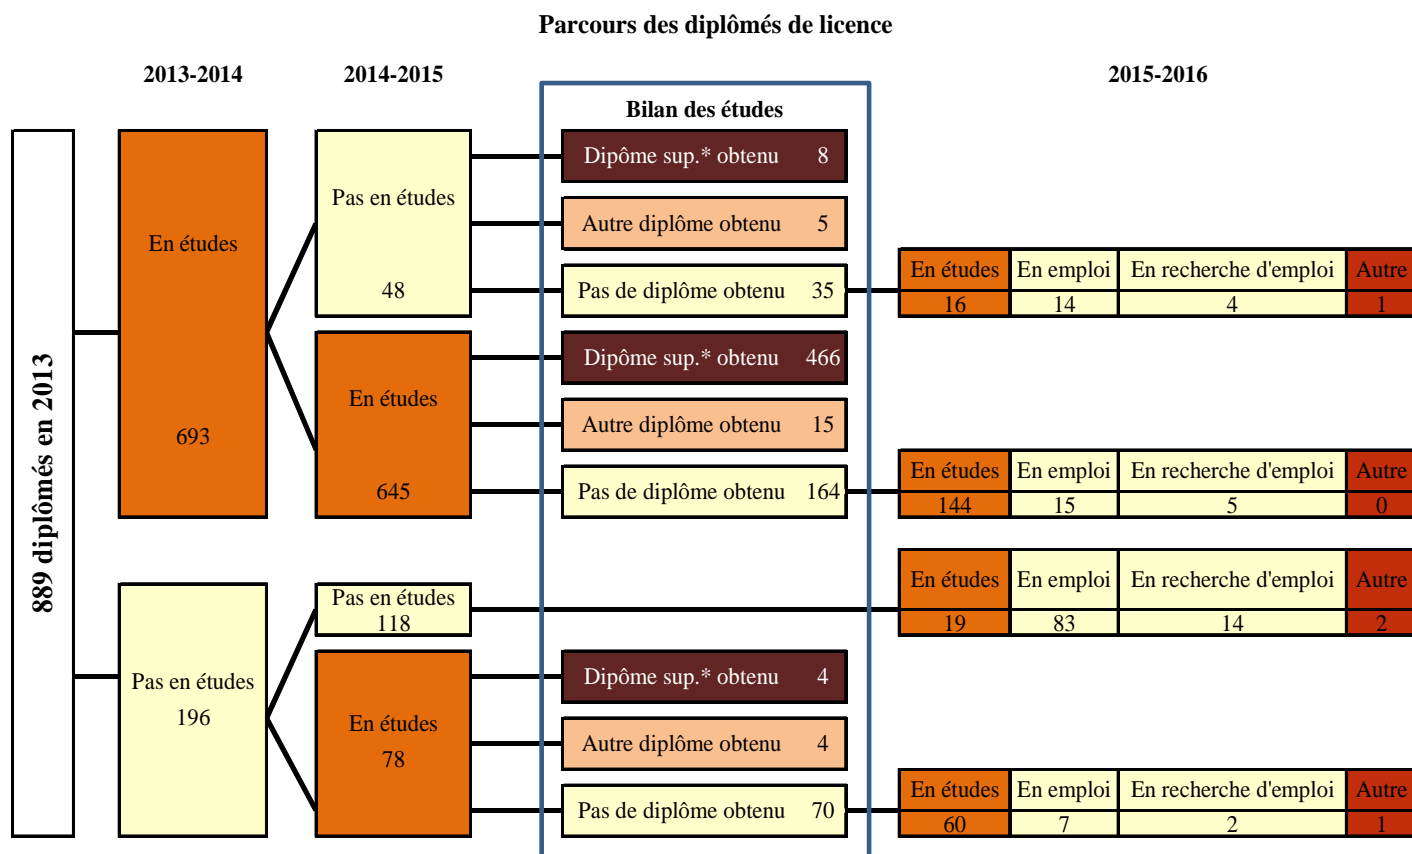 Parcours des diplômés de licence
2013-2014
2014-2015
2015-2016
Bilan des études
889 diplômés en 2013
En études
693
Pas en études
48
Dipôme sup.* obtenu 8
Autre diplôme obtenu 5
Pas de diplôme obtenu 35
En études En emploi En recherche d'emploi Autre
16 14 4 1
En études
645
Dipôme sup.* obtenu 466
Autre diplôme obtenu 15
Pas de diplôme obtenu 164
En études En emploi En recherche d'emploi Autre
144 15 5 0
Pas en études
196
Pas en études
118
En études En emploi En recherche d'emploi Autre
19 83 14 2
En études
78
Dipôme sup.* obtenu 4
Autre diplôme obtenu 4
Pas de diplôme obtenu 70
En études En emploi En recherche d'emploi Autre
60 7 2 1